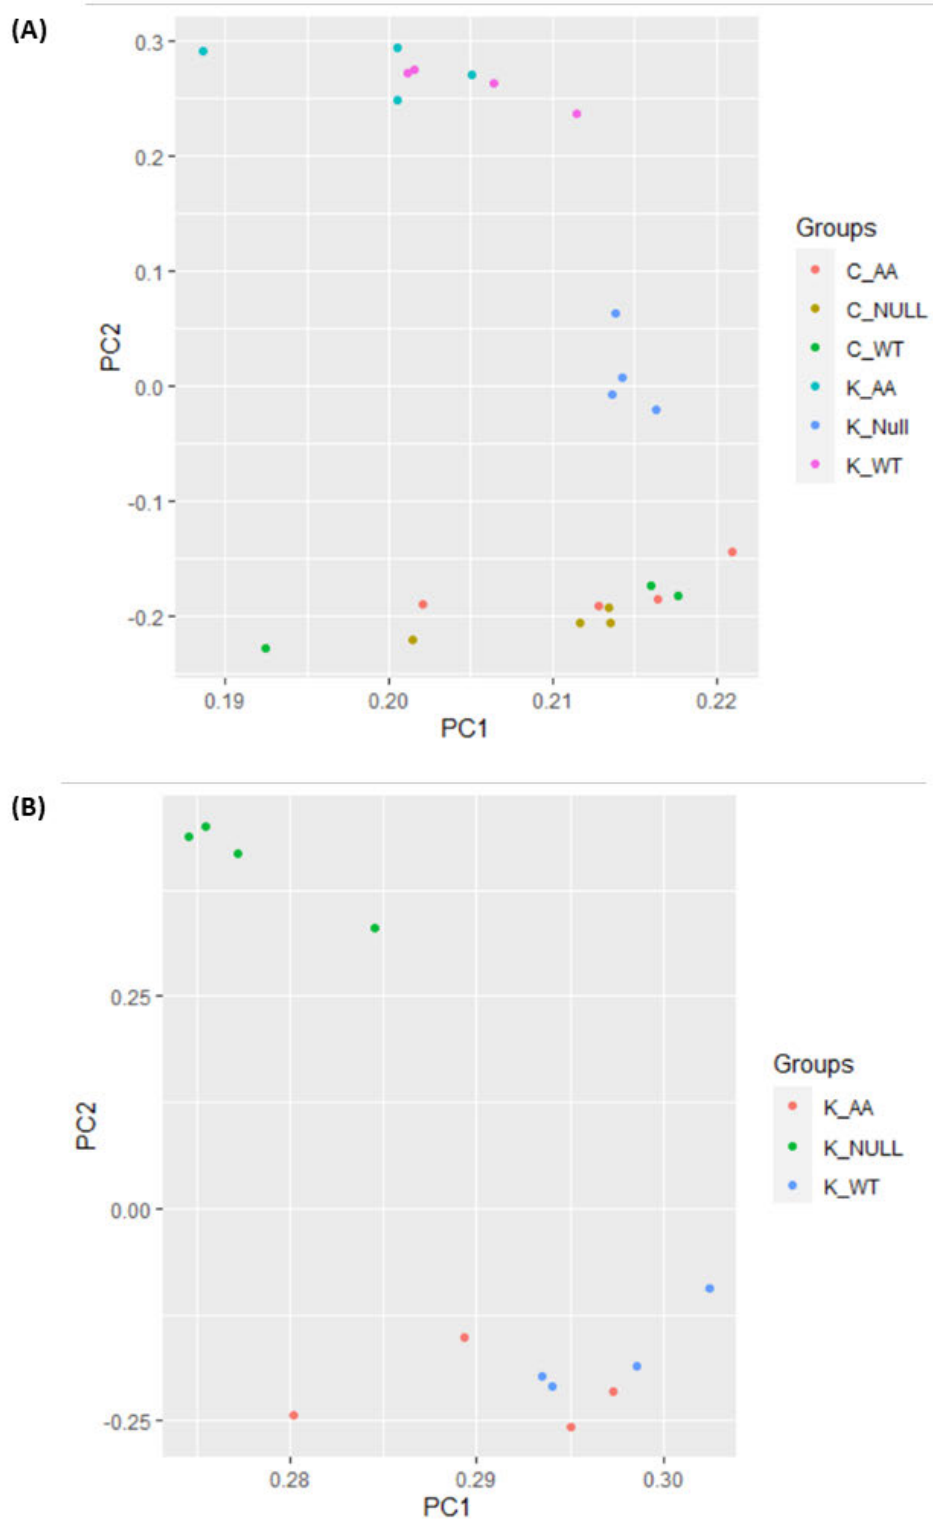 (A)
0.3
0.2
0.1
0.0
-0.1
-0.2
PC2
0.19 0.20 0.21 0.22
PC1
Groups
C_AA
C_NULL
C_WT
K_AA
K_Null
K_WT
(B)
0.25
0.00
-0.25
PC2
0.28 0.29 0.30
PC1
Groups
K_AA
K_NULL
K_WT